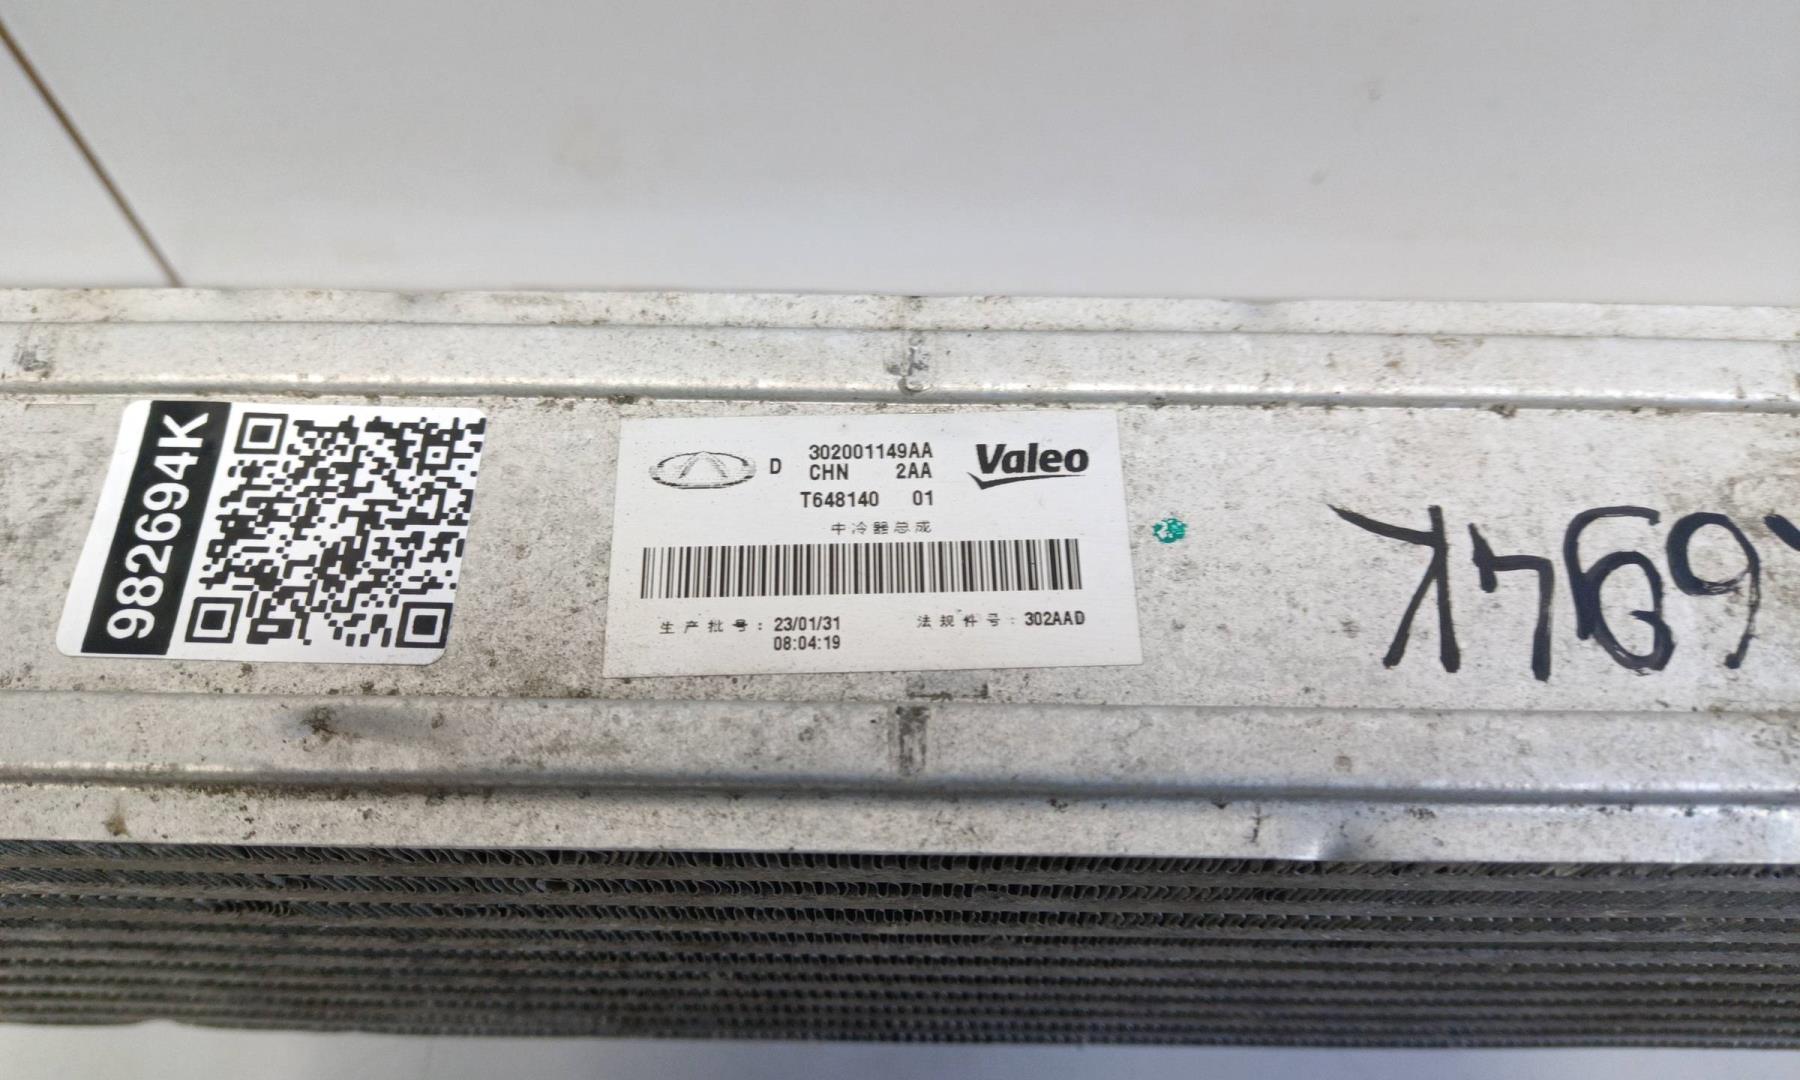 982694K
D 302001149AA
CHN 2AA
T648140 01
Valeo
中冷器总成
生产批号：23/01/31
08:04:19
法规件号：302AAD
694K